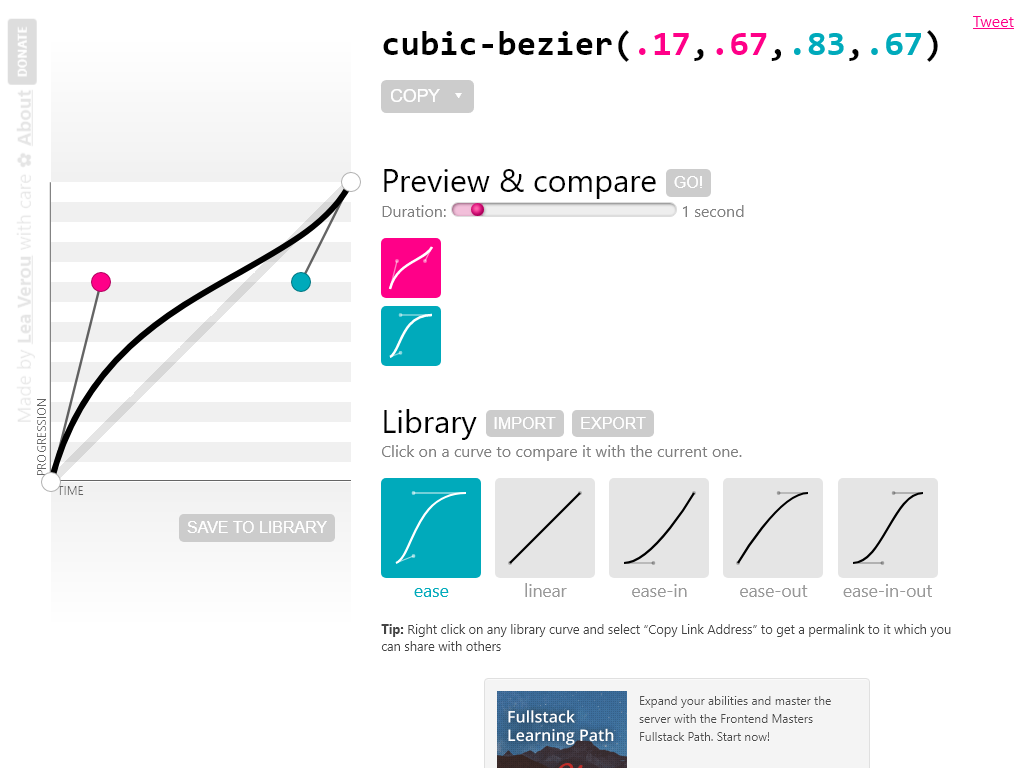 Tweet
cubic-bezier(.17,.67,.83,.67)
COPY
DONATE
Made by Lea Verou with care ✿ About
Preview & compare GO!
Duration: 1 second
PROGRESSION
TIME
SAVE TO LIBRARY
Library IMPORT EXPORT
Click on a curve to compare it with the current one.
ease linear ease-in ease-out ease-in-out
Tip: Right click on any library curve and select “Copy Link Address” to get a permalink to it which you
can share with others
Fullstack
Learning Path
Expand your abilities and master the
server with the Frontend Masters
Fullstack Path. Start now!